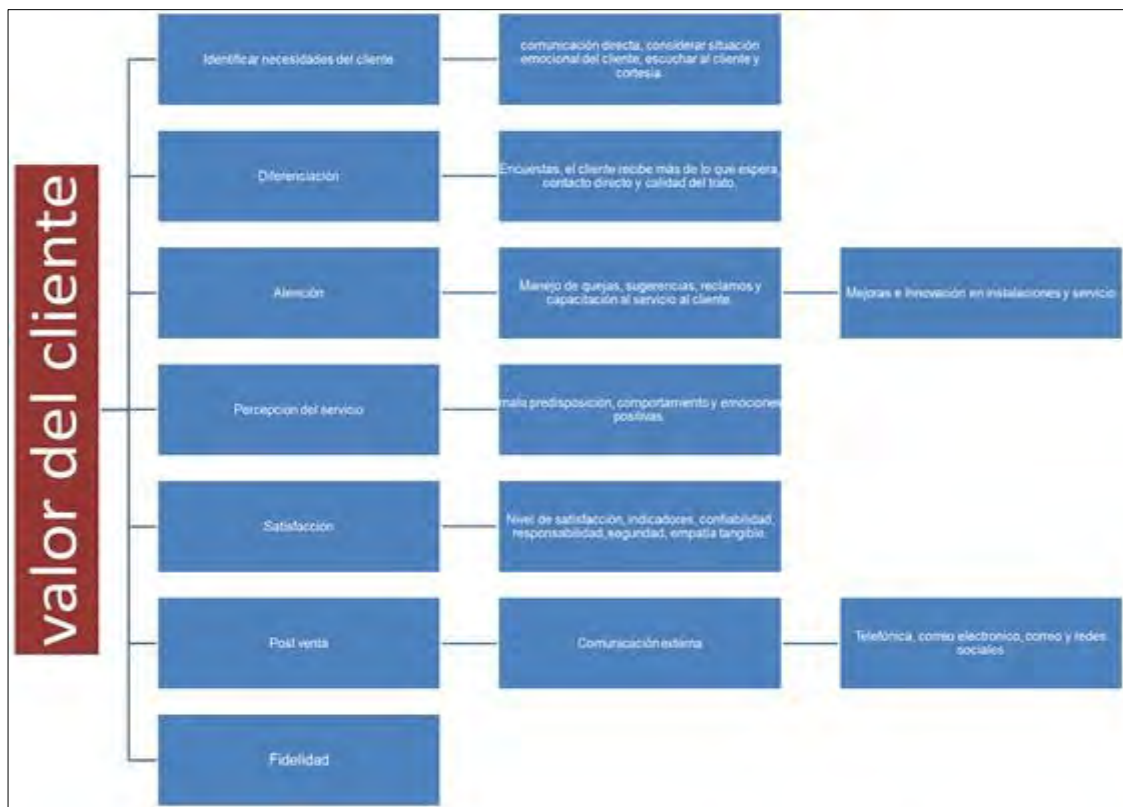 valor del cliente
Identificar necesidades del cliente
comunicación directa, considerar situación
emocional del cliente, escuchar al cliente y
cortesía.
Diferenciación
Encuestas, el cliente recibe más de lo que espera,
contacto directo y calidad del trato.
Atención
Manejo de quejas, sugerencias, reclamos y
capacitación al servicio al cliente.
Mejoras e Innovación en instalaciones y servicio
Percepcion del servicio
mala predisposición, comportamiento y emociones
positivas.
Satisfacción
Nivel de satisfacción, indicadores, confiabilidad,
responsabilidad, seguridad, empatía tangible.
Post venta
Comunicación externa
Telefónica, correo electronico, correo y redes
sociales
Fidelidad